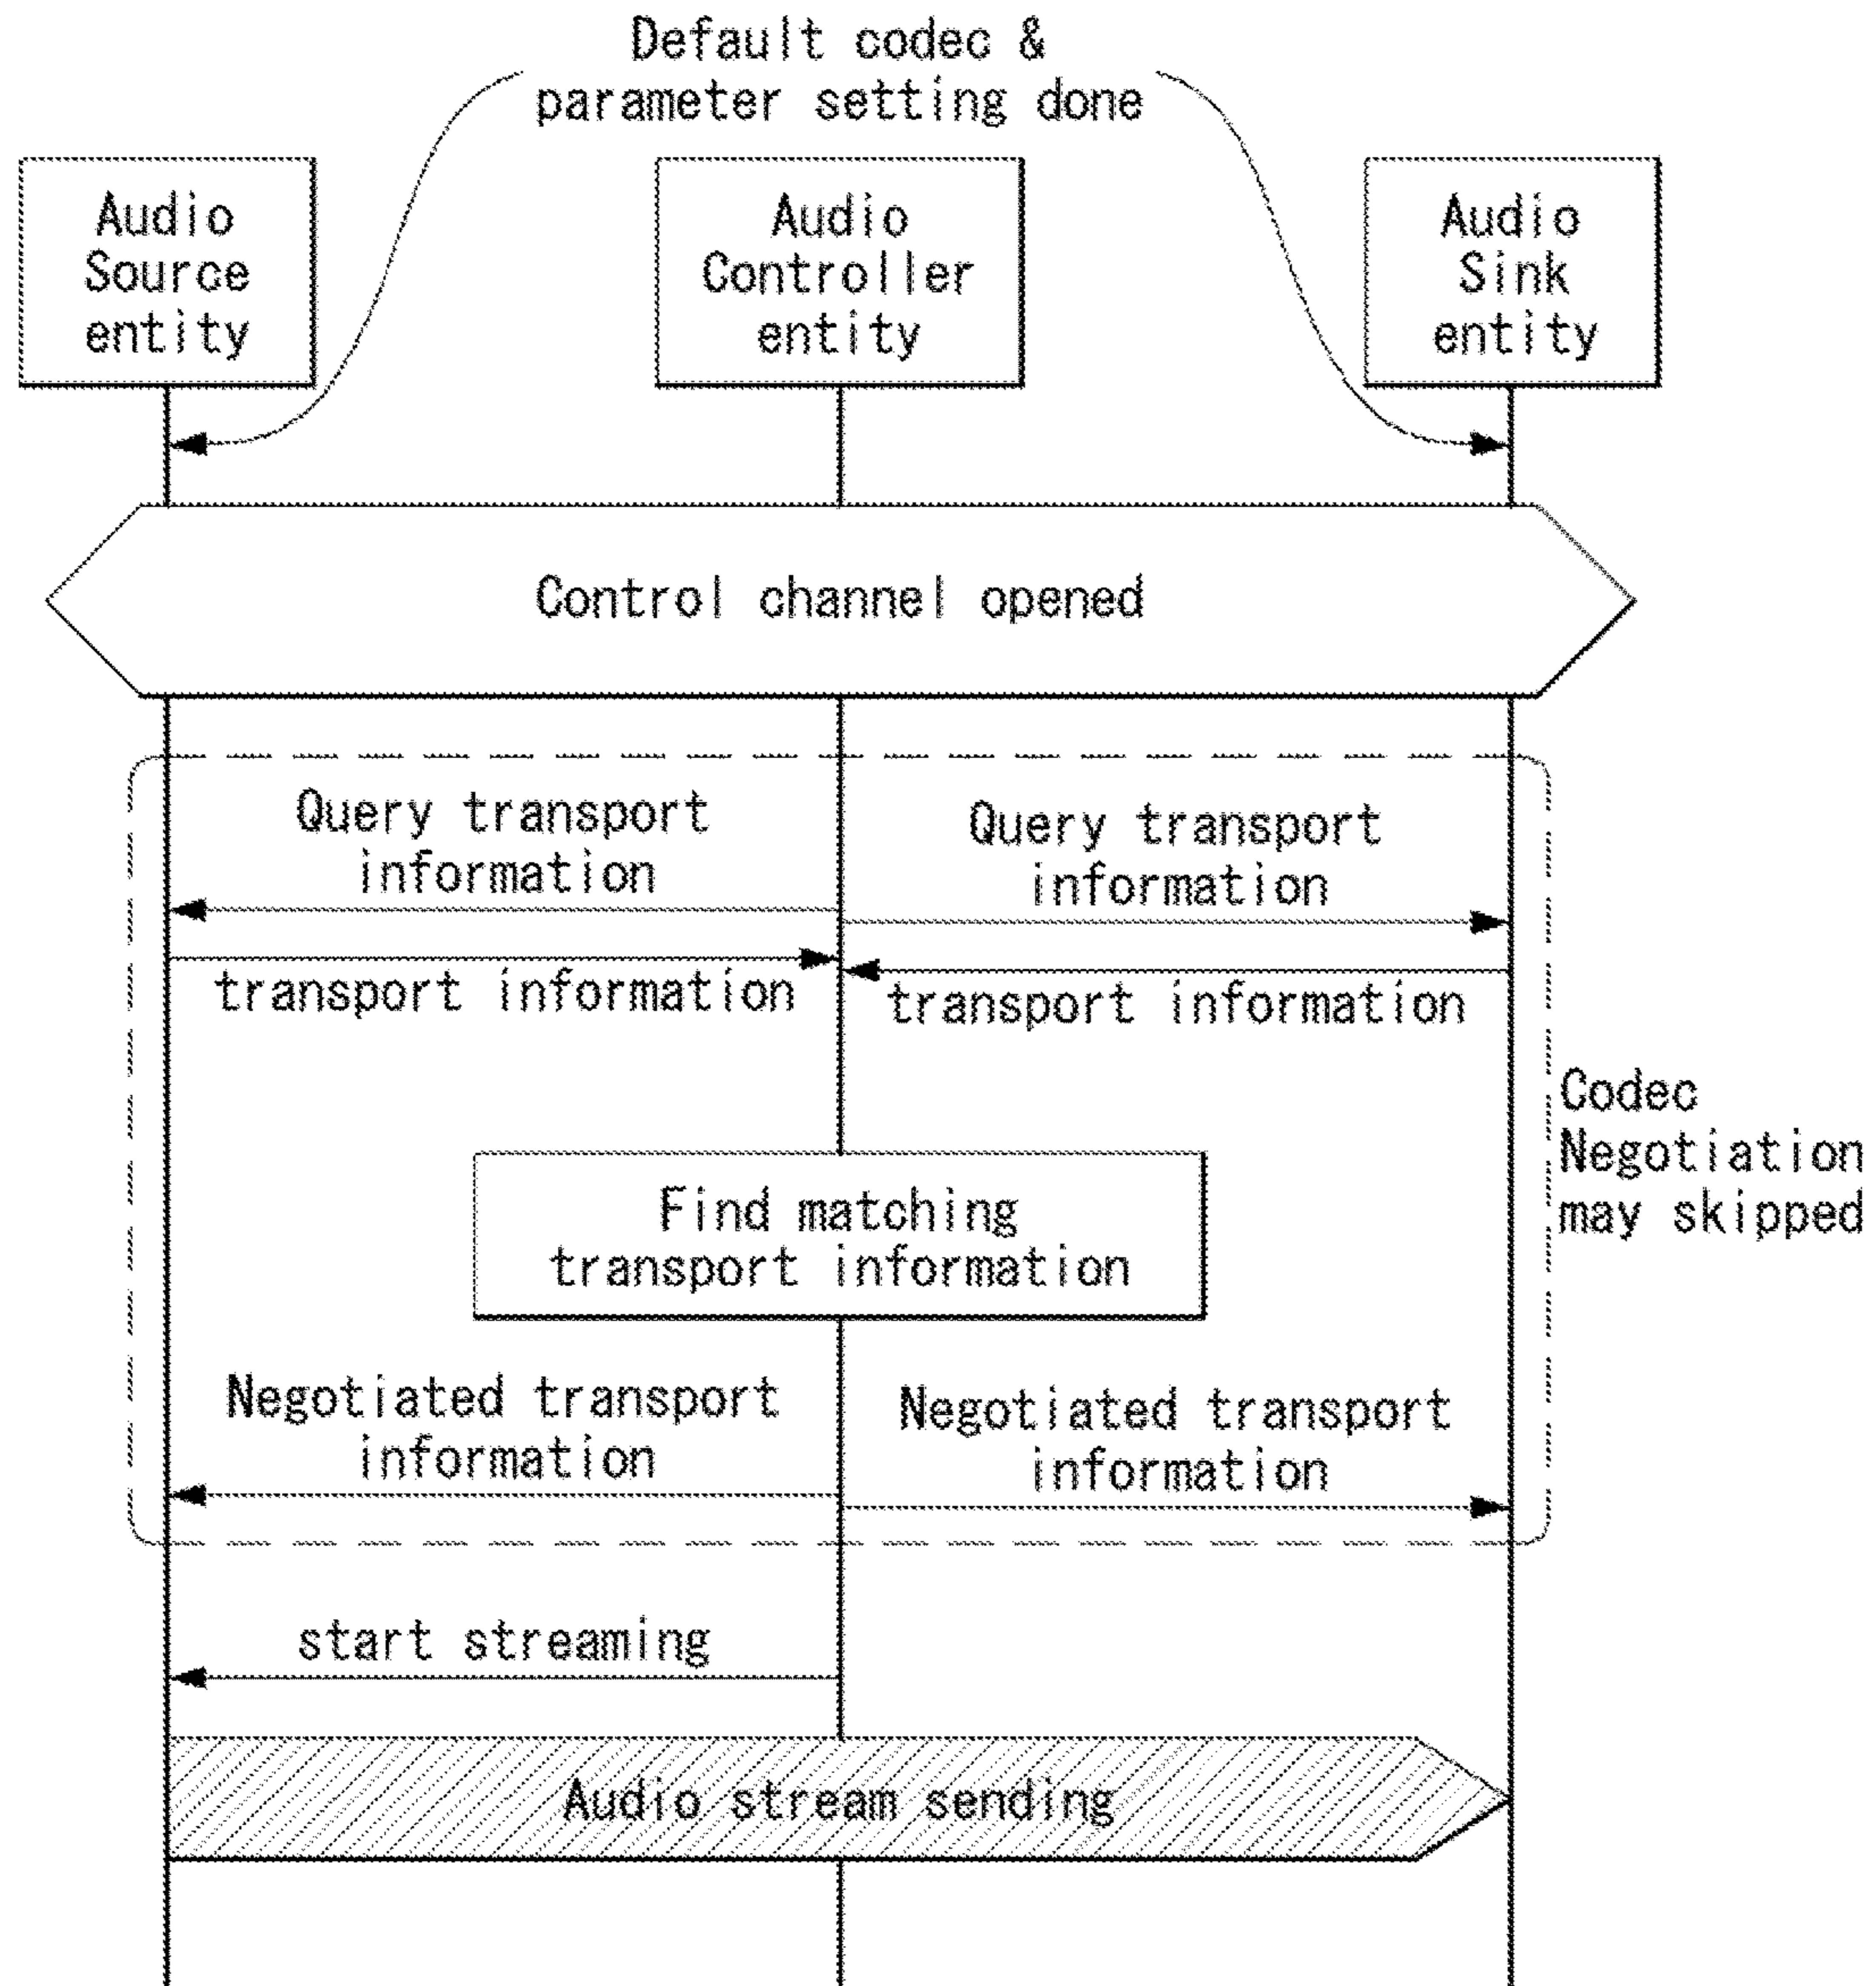 Default codec &
parameter setting done
Audio
Source
entity
Audio
Controller
entity
Audio
Sink
entity
Control channel opened
Query transport
information
Query transport
information
transport information
transport information
Codec
Negotiation
may skipped
Find matching
transport information
Negotiated transport
information
Negotiated transport
information
start streaming
Audio stream sending